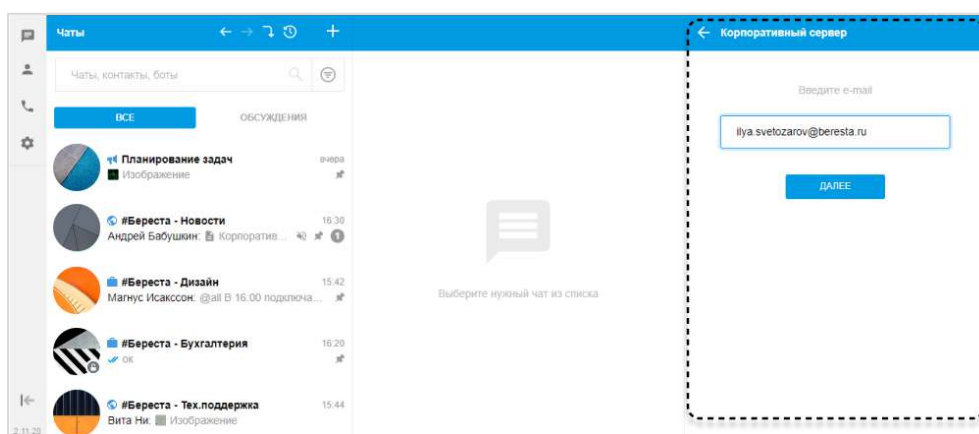 Чаты
Корпоративный сервер
Чаты, контакты, боты
Введите e-mail
ilya.svetozarov@beresta.ru
ВСЕ
ОБСУЖДЕНИЯ
ДАЛЕЕ
Планирование задач
вчера
Изображение
#Береста - Новости
16:30
Андрей Бабушкин: Корпоратив...
1
#Береста - Дизайн
15:42
Магнус Исакссон: @all В 16:00 подключа...
Выберите нужный чат из списка
#Береста - Бухгалтерия
16:20
ок
#Береста - Тех.поддержка
15:44
Вита Ни: Изображение
2.11.20